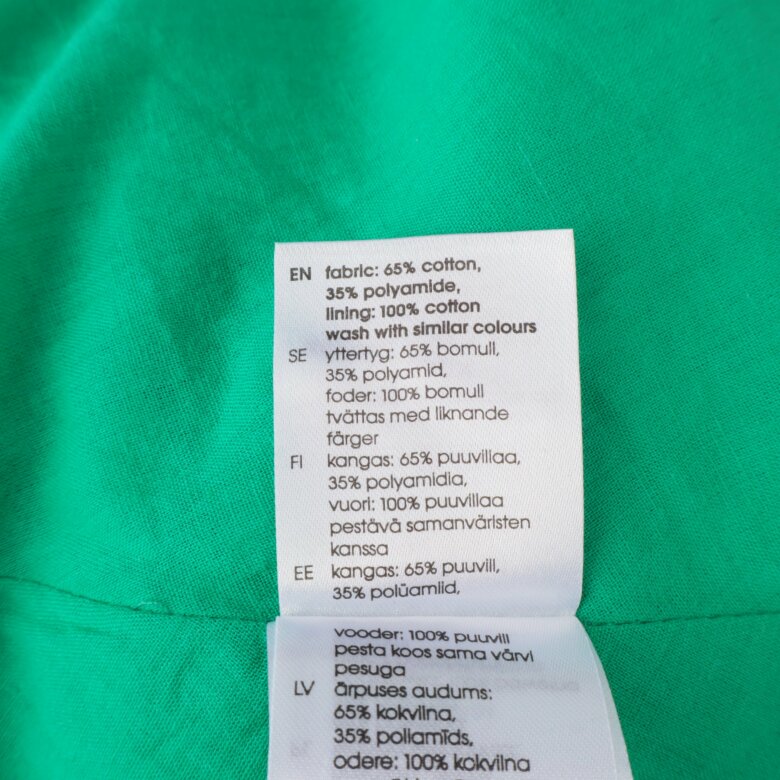 EN fabric: 65% cotton,
35% polyamide,
lining: 100% cotton
wash with similar colours
SE yttertyg: 65% bomull,
35% polyamid,
foder: 100% bomull
tvättas med liknande
färger
FI kangas: 65% puuvillaa,
35% polyamidia,
vuori: 100% puuvillaa
pestävä samanväristen
kanssa
EE kangas: 65% puuvill,
35% polüamiid,
vooder: 100% puuvill
pesta koos sama värvi
pesuga
LV ārpuses audums:
65% kokvilna,
35% poliamīds,
odere: 100% kokvilna